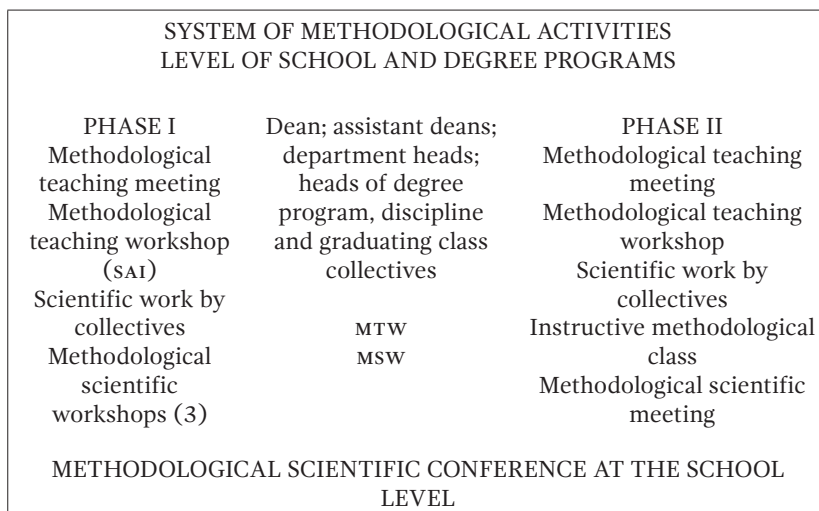 SYSTEM OF METHODOLOGICAL ACTIVITIES
LEVEL OF SCHOOL AND DEGREE PROGRAMS
PHASE I
Methodological
teaching meeting
Methodological
teaching workshop
(SAI)
Scientific work by
collectives
Methodological
scientific
workshops (3)
Dean; assistant deans;
department heads;
heads of degree
program, discipline
and graduating class
collectives
MTW
MSW
PHASE II
Methodological teaching
meeting
Methodological teaching
workshop
Scientific work by
collectives
Instructive methodological
class
Methodological scientific
meeting
METHODOLOGICAL SCIENTIFIC CONFERENCE AT THE SCHOOL
LEVEL